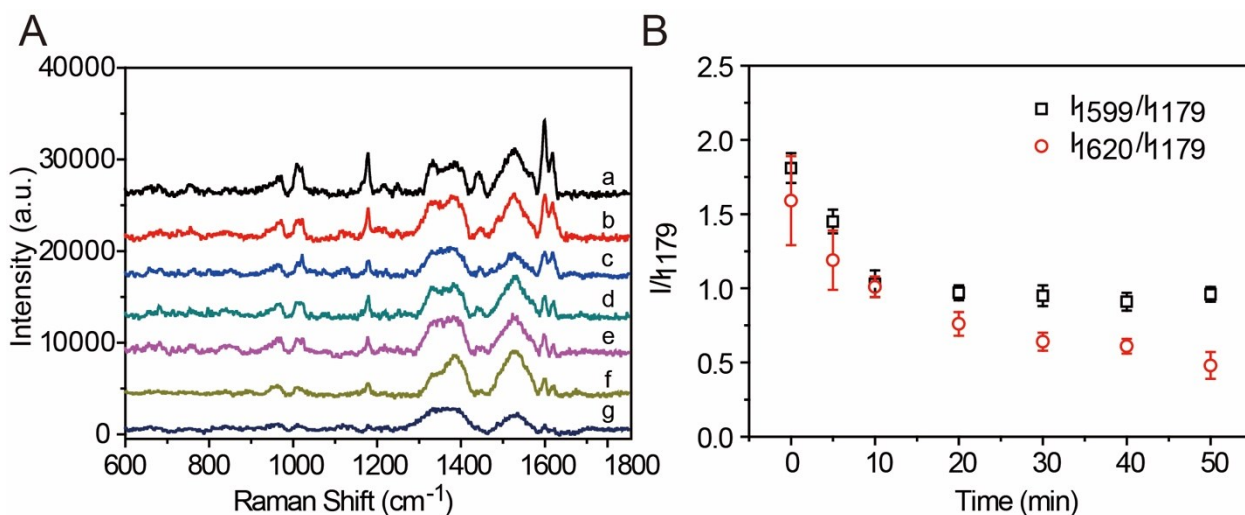 A
40000
30000
20000
10000
0
Intensity (a.u.)
a
b
c
d
e
f
g
600 800 1000 1200 1400 1600 1800
Raman Shift (cm⁻¹)
B
2.5
2.0
1.5
1.0
0.5
0.0
I/I1179
I1599/I1179
I1620/I1179
0 10 20 30 40 50
Time (min)